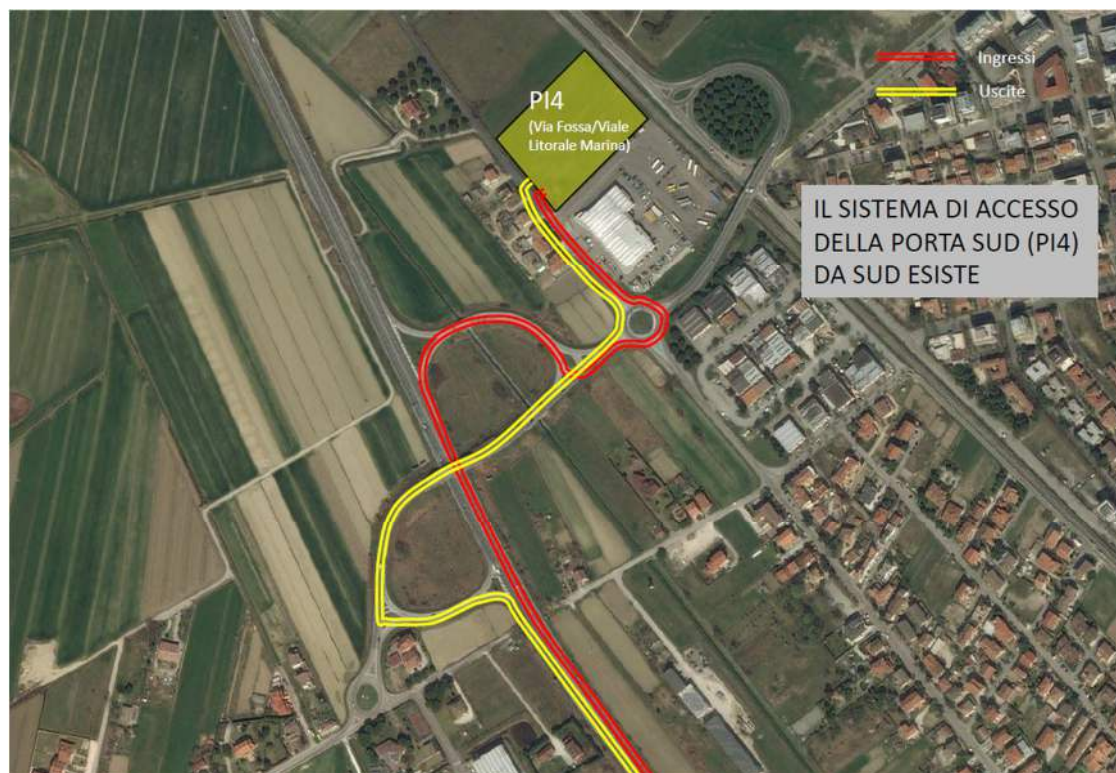 Ingressi
Uscite
PI4
(Via Fossa/Viale
Litorale Marina)
IL SISTEMA DI ACCESSO
DELLA PORTA SUD (PI4)
DA SUD ESISTE